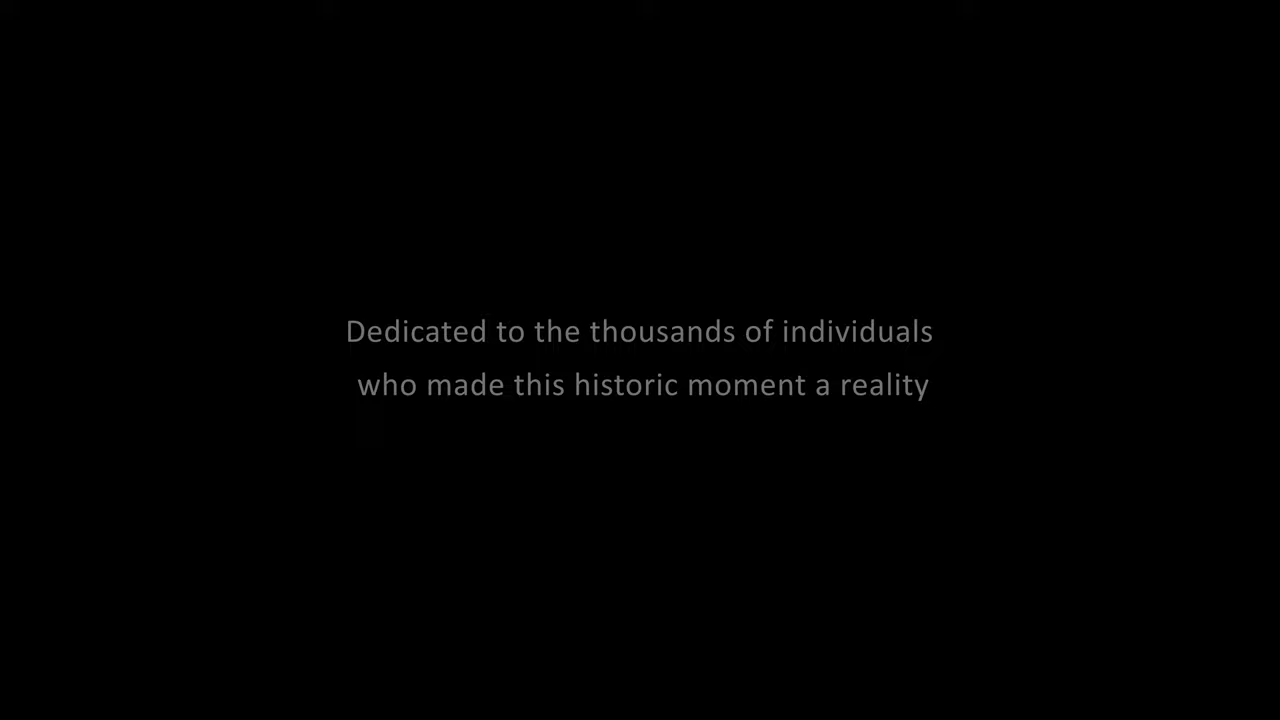 Dedicated to the thousands of individuals
who made this historic moment a reality